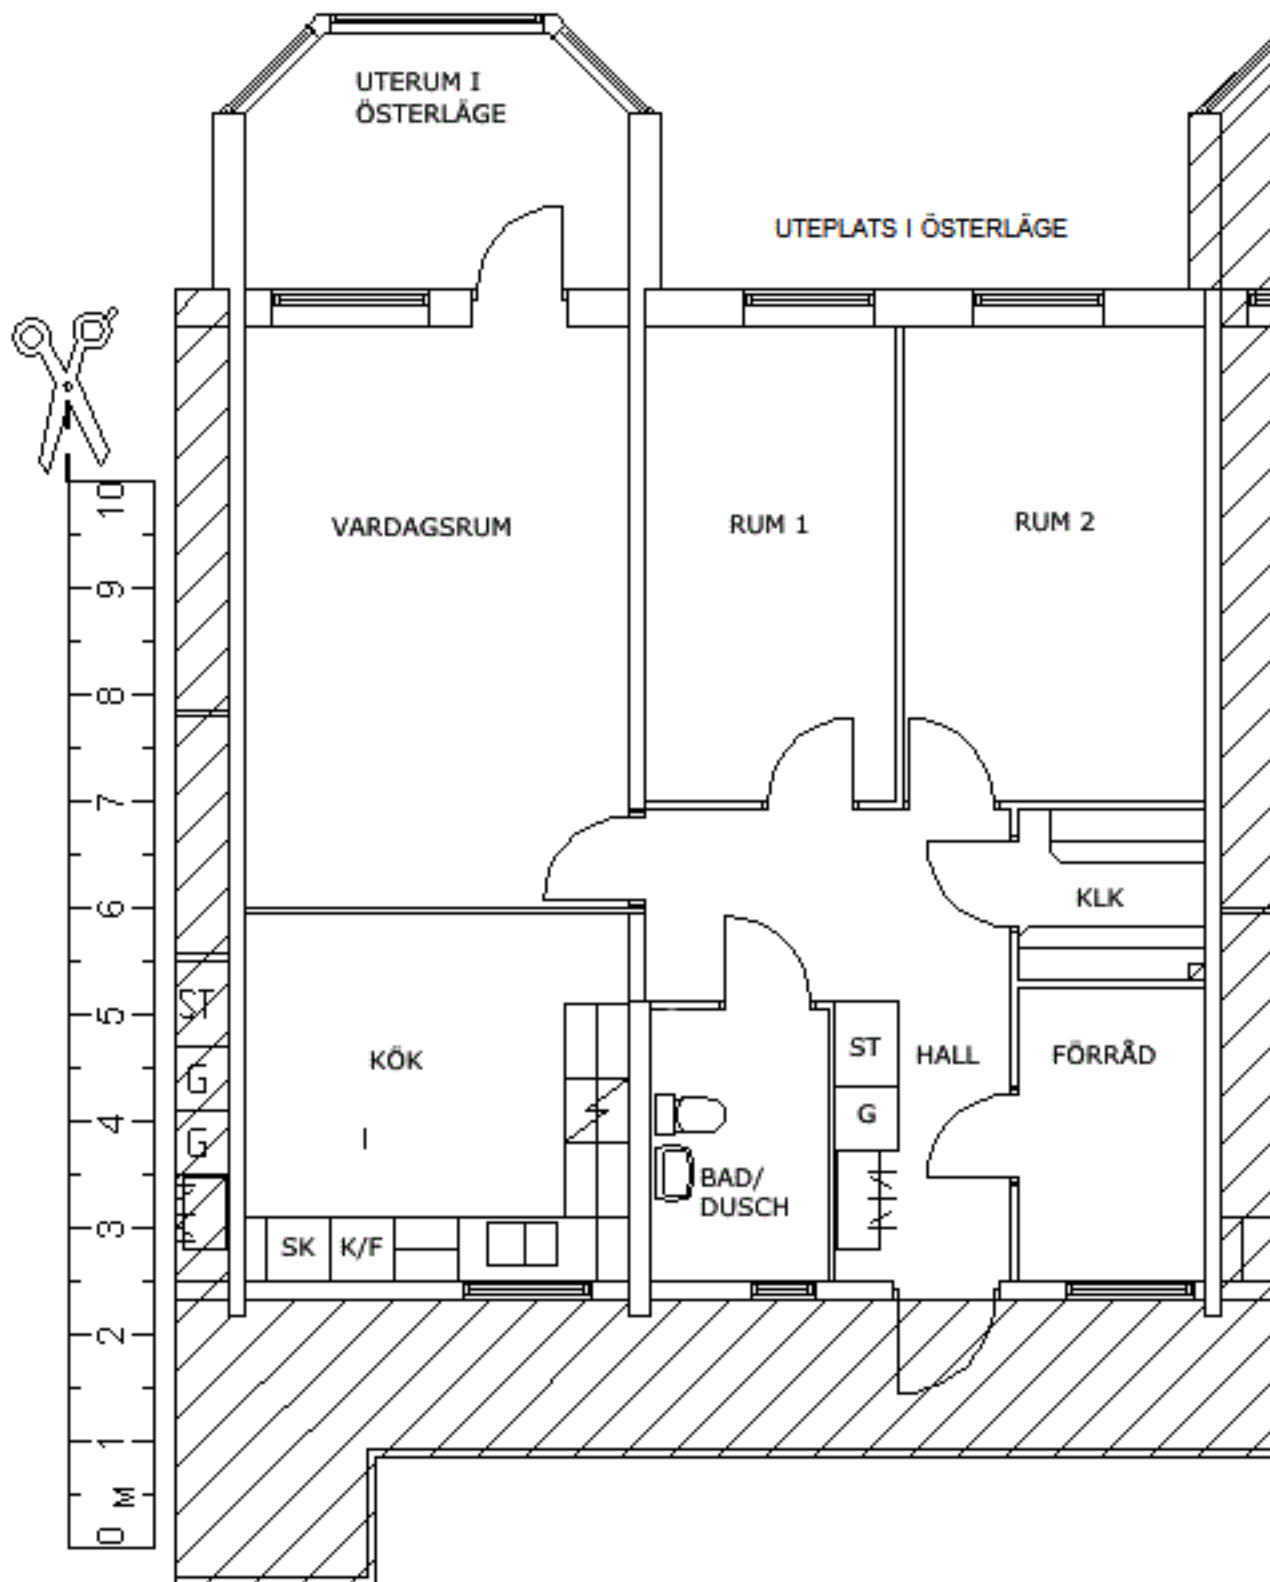 UTERUM I
ÖSTERLÄGE
UTEPLATS I ÖSTERLÄGE
VARDAGSRUM
RUM 1
RUM 2
KLK
KÖK
ST
HALL
FÖRRÅD
G
BAD/
DUSCH
SK
K/F
ST
G
G
10
9
8
7
6
5
4
3
2
1
M
0